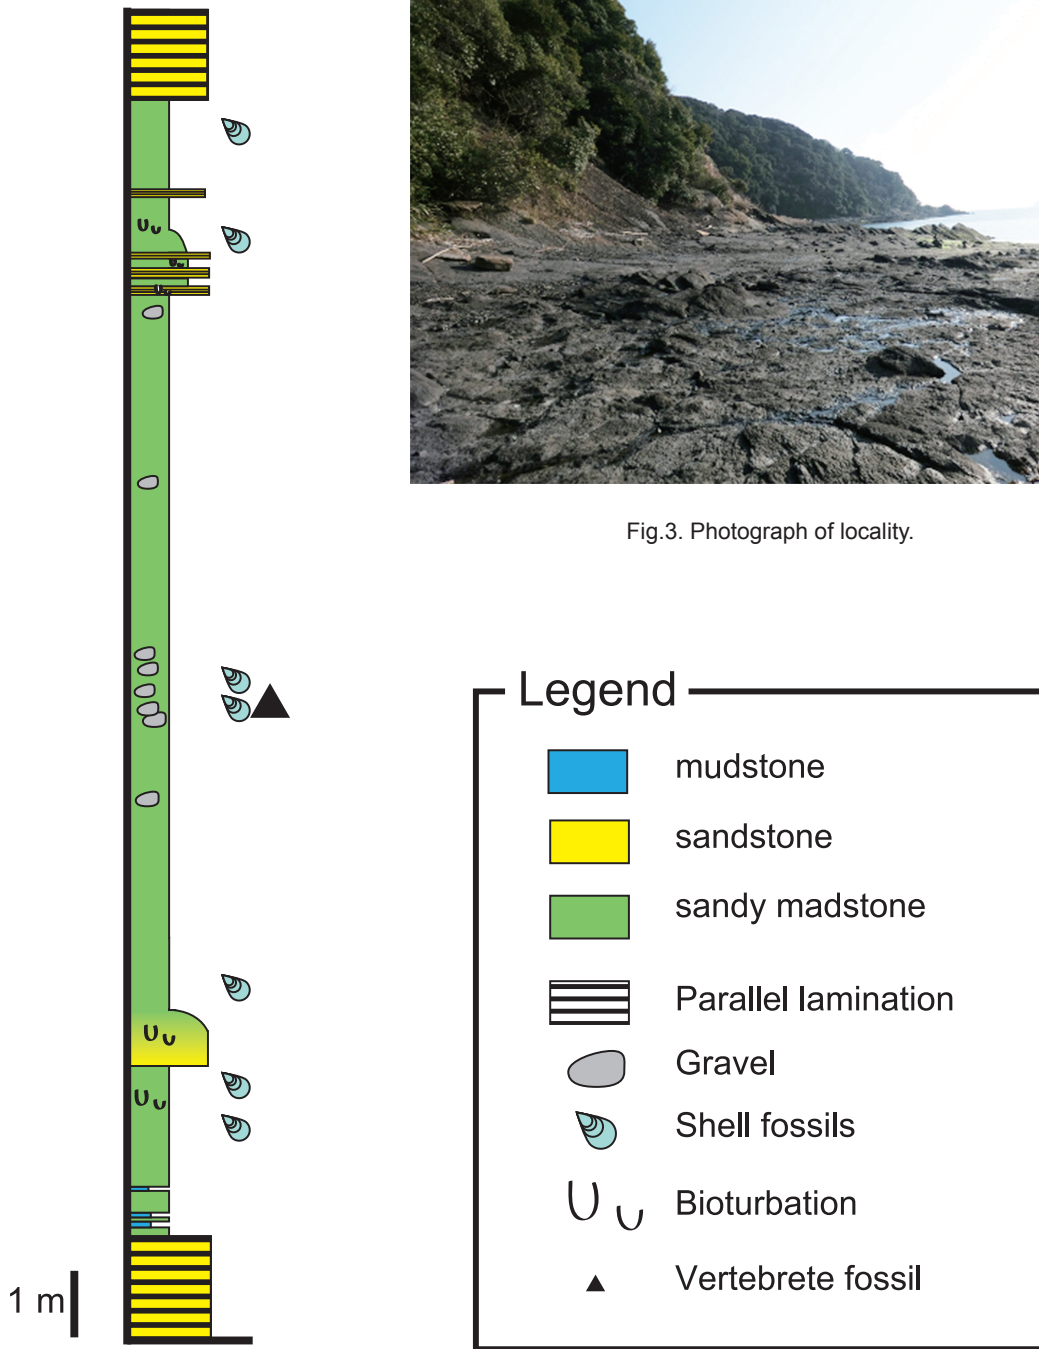 Fig.3. Photograph of locality.
Legend
mudstone
sandstone
sandy madstone
Parallel lamination
Gravel
Shell fossils
Bioturbation
Vertebrete fossil
1 m